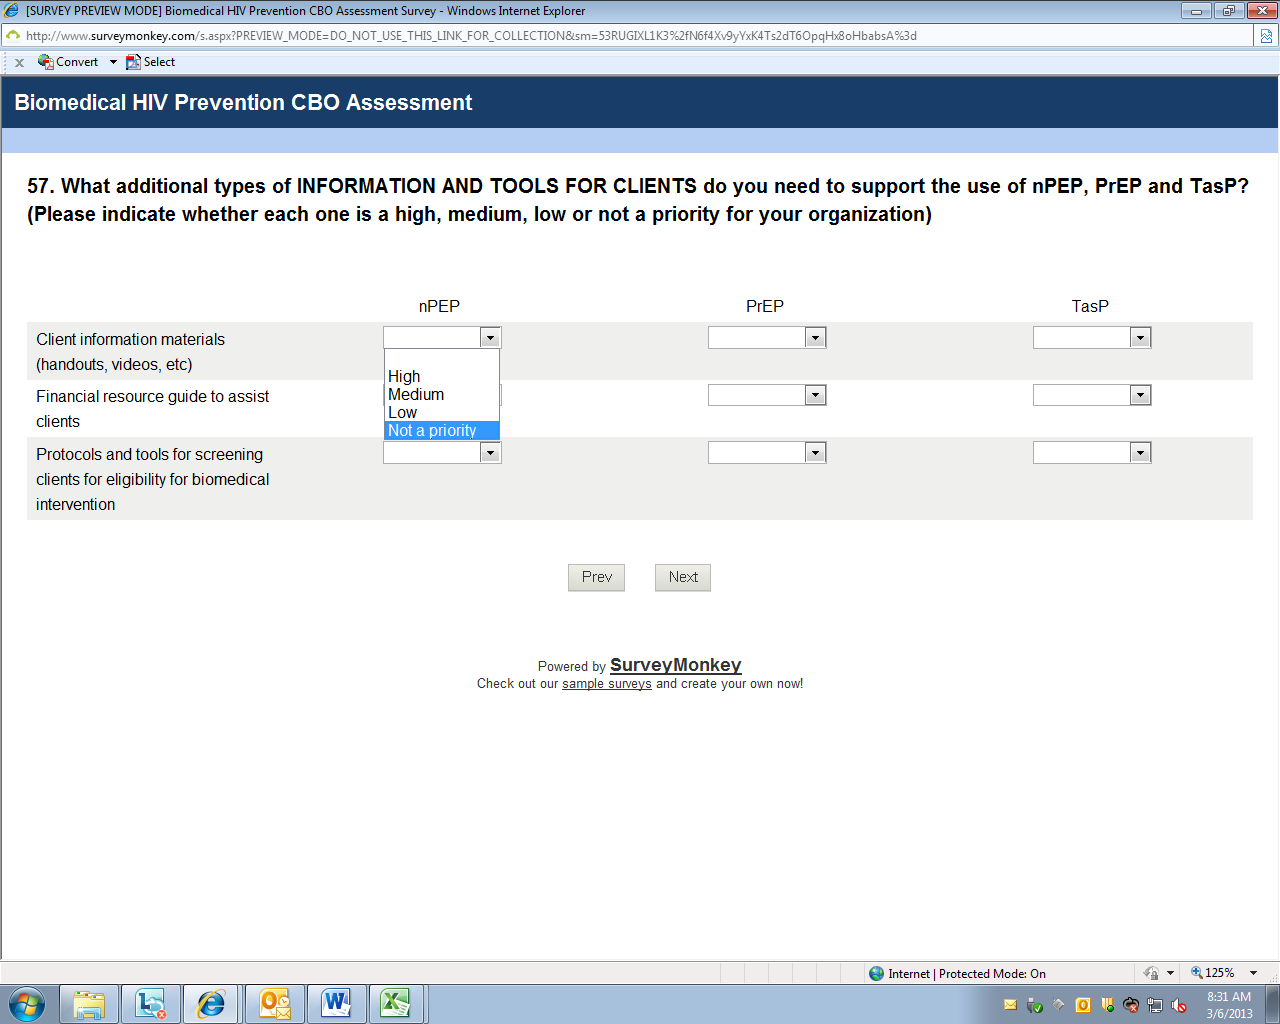 [SURVEY PREVIEW MODE] Biomedical HIV Prevention CBO Assessment Survey - Windows Internet Explorer
http://www.surveymonkey.com/s.aspx?PREVIEW_MODE=DO_NOT_USE_THIS_LINK_FOR_COLLECTION&sm=53RUGIXL1K3%2fN6f4Xv9yYxK4Ts2dT6OpqHx8oHbabsA%3d
x Convert Select
Biomedical HIV Prevention CBO Assessment
57. What additional types of INFORMATION AND TOOLS FOR CLIENTS do you need to support the use of nPEP, PrEP and TasP?
(Please indicate whether each one is a high, medium, low or not a priority for your organization)
nPEP PrEP TasP
Client information materials
(handouts, videos, etc)
High
Medium
Low
Not a priority
Financial resource guide to assist
clients
Protocols and tools for screening
clients for eligibility for biomedical
intervention
Prev Next
Powered by SurveyMonkey
Check out our sample surveys and create your own now!
Internet | Protected Mode: On 125%
8:31 AM
3/6/2013